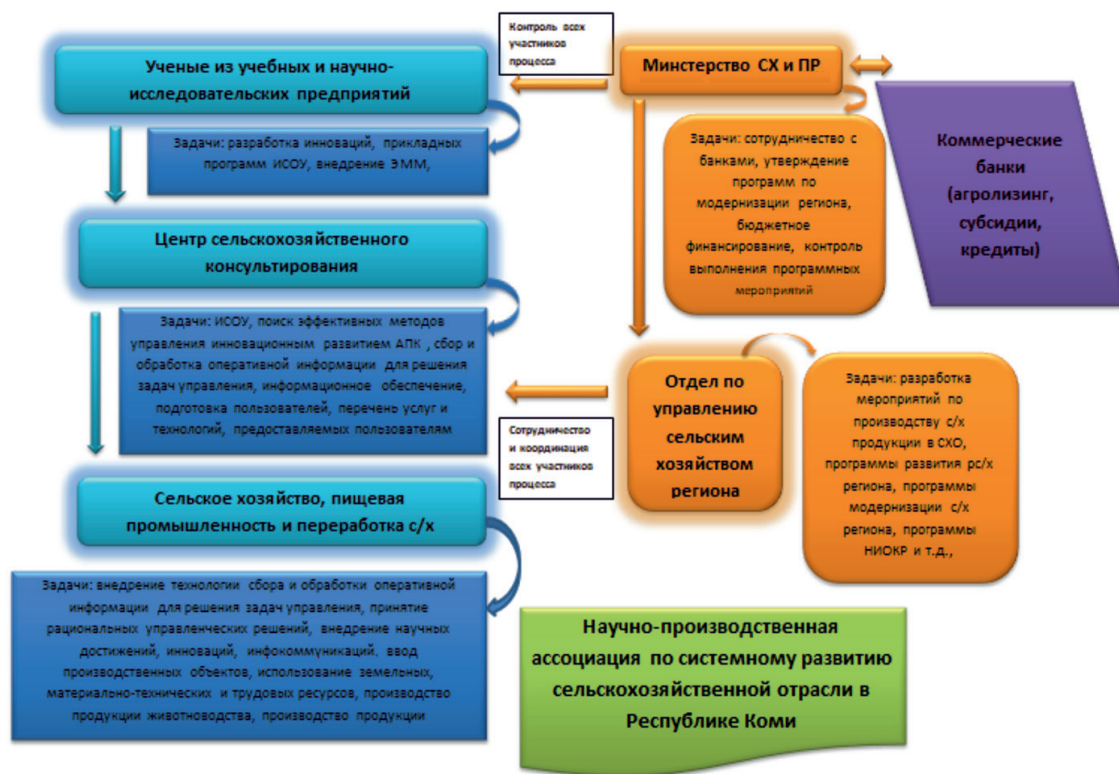 Контроль всех
участников
процесса
Ученые из учебных и научно-
исследовательских предприятий
Минстерство СХ и ПР
Задачи: разработка инноваций, прикладных
программ ИСОУ, внедрение ЭММ,
Задачи: сотрудничество с
банками, утверждение
программ по
модернизации региона,
бюджетное
финансирование, контроль
выполнения программных
мероприятий
Коммерческие
банки
(агролизинг,
субсидии,
кредиты)
Центр сельскохозяйственного
консультирования
Задачи: ИСОУ, поиск эффективных методов
управления инновационным развитием АПК , сбор и
обработка оперативной информации для решения
задач управления, информационное обеспечение,
подготовка пользователей, перечень услуг и
технологий, предоставляемых пользователям
Отдел по
управлению
сельским
хозяйством
региона
Задачи: разработка
мероприятий по
производству с/х
продукции в СХО,
программы развития рс/х
региона, программы
модернизации с/х
региона, программы
НИОКР и т.д.,
Сотрудничество
и координация
всех участников
процесса
Сельское хозяйство, пищевая
промышленность и переработка с/х
Задачи: внедрение технологии сбора и обработки оперативной
информации для решения задач управления, принятие
рациональных управленческих решений, внедрение научных
достижений, инноваций, инфокоммуникаций. ввод
производственных объектов, использование земельных,
материально-технических и трудовых ресурсов, производство
продукции животноводства, производство продукции
Научно-производственная
ассоциация по системному развитию
сельскохозяйственной отрасли в
Республике Коми